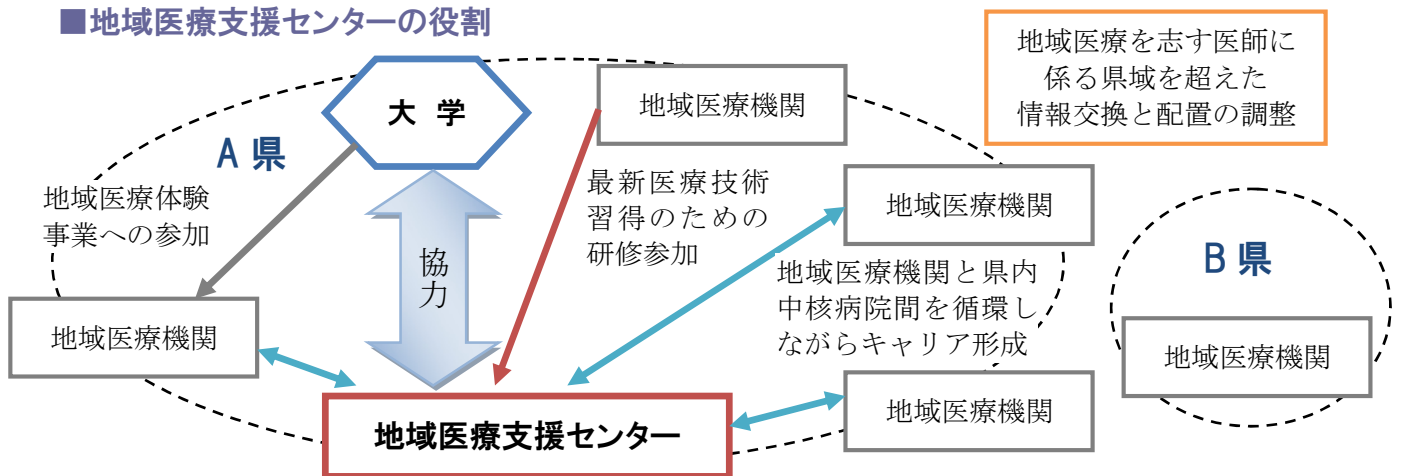 ■地域医療支援センターの役割
地域医療を志す医師に
係る県域を超えた
情報交換と配置の調整
大 学
地域医療機関
A 県
地域医療体験
事業への参加
最新医療技術
習得のための
研修参加
地域医療機関
B 県
協
力
地域医療機関と県内
中核病院間を循環し
ながらキャリア形成
地域医療機関
地域医療機関
地域医療機関
地域医療支援センター